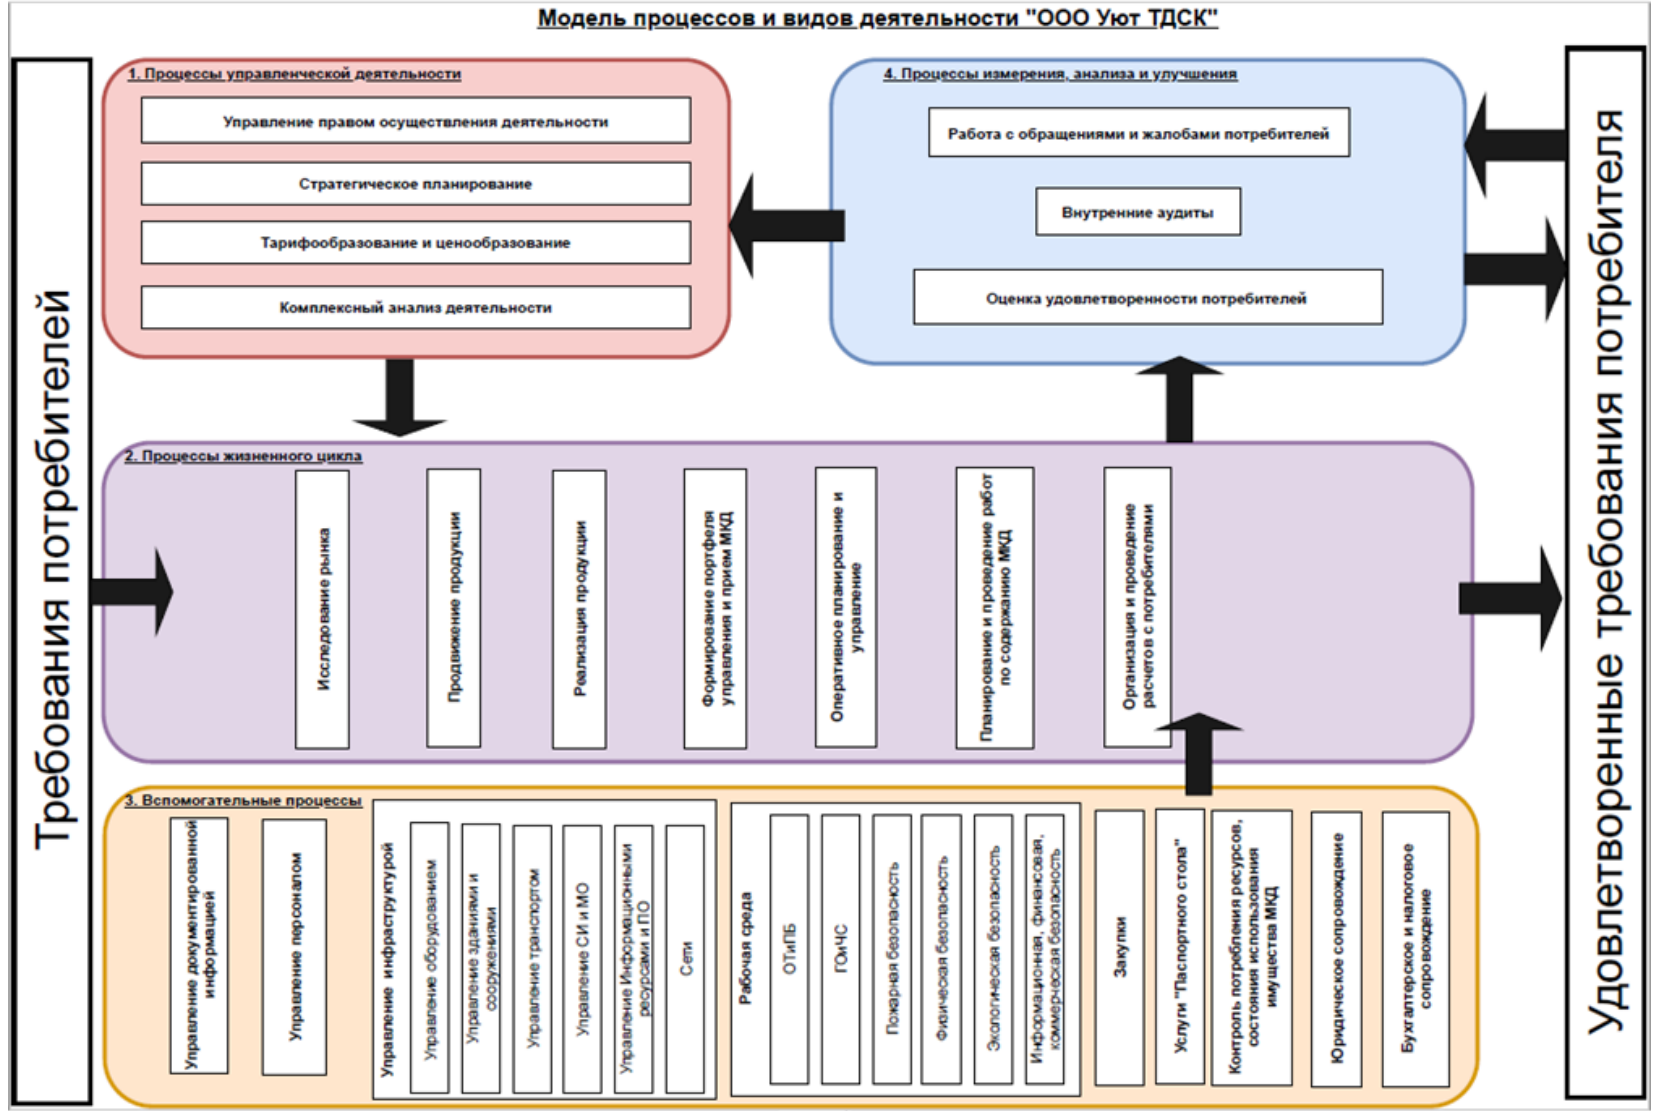 Модель процессов и видов деятельности "ООО Уют ТДСК"
Требования потребителей
1. Процессы управленческой деятельности
Управление правом осуществления деятельности
Стратегическое планирование
Тарифообразование и ценообразование
Комплексный анализ деятельности
4. Процессы измерения, анализа и улучшения
Работа с обращениями и жалобами потребителей
Внутренние аудиты
Оценка удовлетворенности потребителей
2. Процессы жизненного цикла
Исследование рынка
Продвижение продукции
Реализация продукции
Формирование портфеля
управления и прием МКД
Оперативное планирование и
управление
Планирование и проведение работ
по содержанию МКД
Организация и проведение
расчетов с потребителями
3. Вспомогательные процессы
Управление документированной
информацией
Управление персоналом
Управление инфраструктурой
Управление оборудованием
Управление зданиями и
сооружениями
Управление транспортом
Управление СИ и МО
Управление Информационными
ресурсами и ПО
Сети
Рабочая среда
ОТиПБ
ГОиЧС
Пожарная безопасность
Физическая безопасность
Экологическая безопасность
Информационная, финансовая,
коммерческая безопасность
Закупки
Услуги "Паспортного стола"
Контроль потребления ресурсов,
состояния использования
имущества МКД
Юридическое сопровождение
Бухгалтерское и налоговое
сопровождение
Удовлетворенные требования потребителя